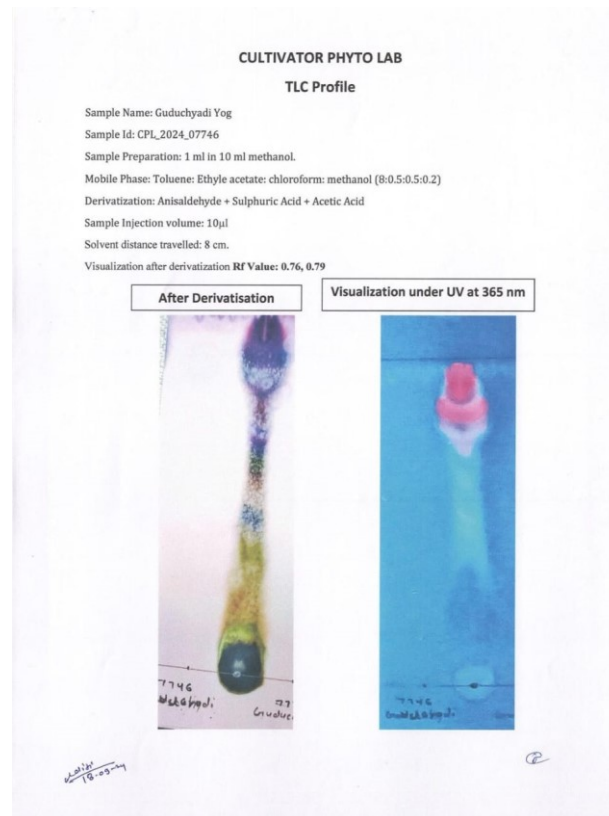 CULTIVATOR PHYTO LAB
TLC Profile
Sample Name: Guduchyadi Yog
Sample Id: CPL_2024_07746
Sample Preparation: 1 ml in 10 ml methanol.
Mobile Phase: Toluene: Ethyle acetate: chloroform: methanol (8:0.5:0.5:0.2)
Derivatization: Anisaldehyde + Sulphuric Acid + Acetic Acid
Sample Injection volume: 10µl
Solvent distance travelled: 8 cm.
Visualization after derivatization Rf Value: 0.76, 0.79
After Derivatisation
Visualization under UV at 365 nm
7746
77
Guduc
7746